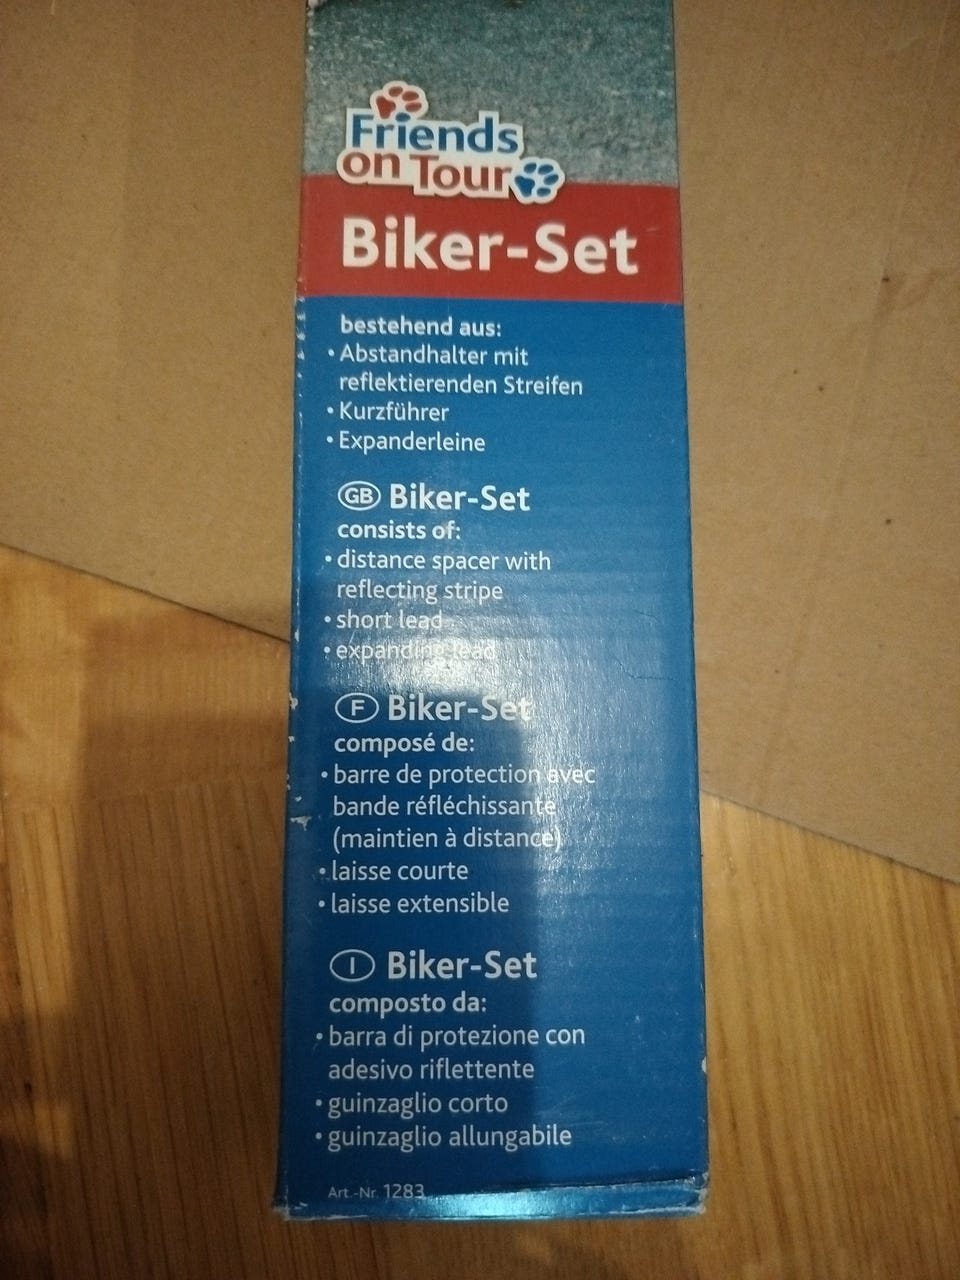 Friends
on Tour
Biker-Set
bestehend aus:
• Abstandhalter mit
reflektierenden Streifen
• Kurzführer
• Expanderleine
GB Biker-Set
consists of:
• distance spacer with
reflecting stripe
• short lead
• expanding lead
F Biker-Set
composé de:
• barre de protection avec
bande réfléchissante
(maintien à distance)
• laisse courte
• laisse extensible
I Biker-Set
composto da:
• barra di protezione con
adesivo riflettente
• guinzaglio corto
• guinzaglio allungabile
Art.-Nr. 1283